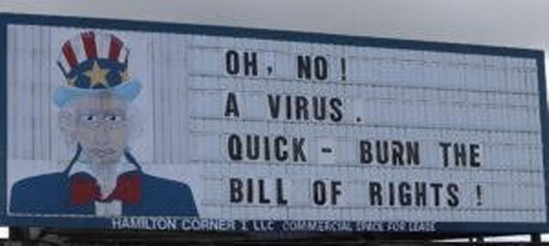 OH, NO!
A VIRUS.
QUICK - BURN THE
BILL OF RIGHTS!
HAMILTON CORNER I LLC COMMERCIAL SPACE FOR LEASE